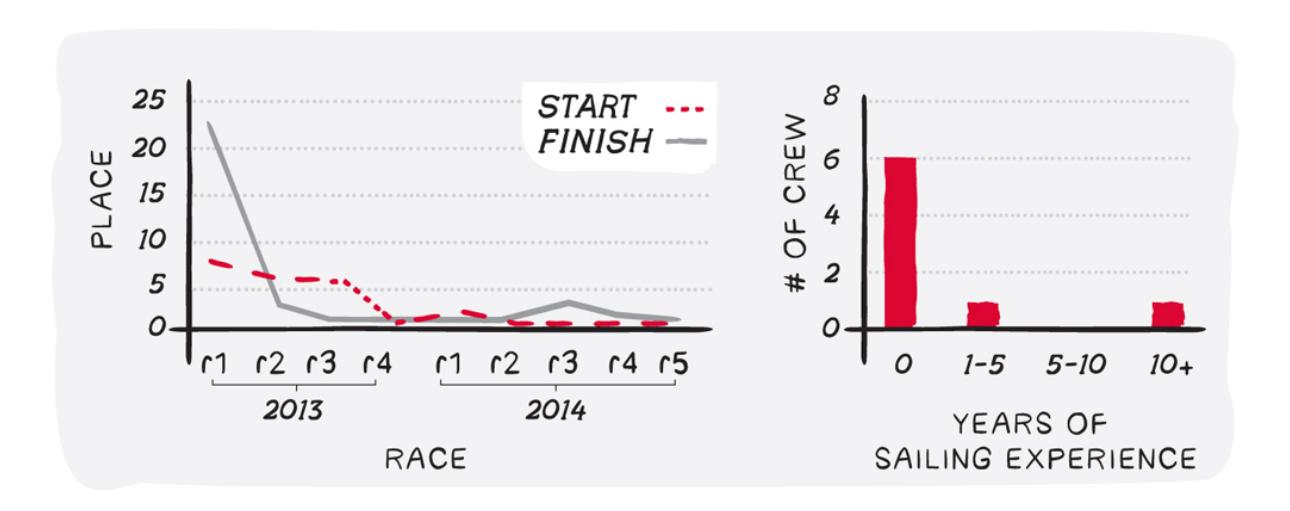 25
20
15
10
5
0
PLACE
START
FINISH
r1 r2 r3 r4 r1 r2 r3 r4 r5
2013 2014
RACE
8
6
4
2
0
# OF CREW
0 1-5 5-10 10+
YEARS OF
SAILING EXPERIENCE